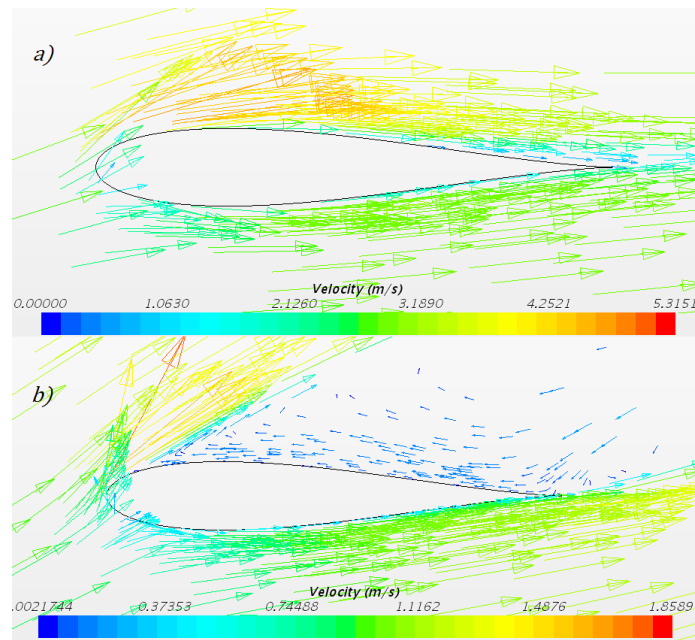 a)
Velocity (m/s)
0.00000 1.0630 2.1260 3.1890 4.2521 5.3151
b)
Velocity (m/s)
.0021744 0.37353 0.74488 1.1162 1.4876 1.8589